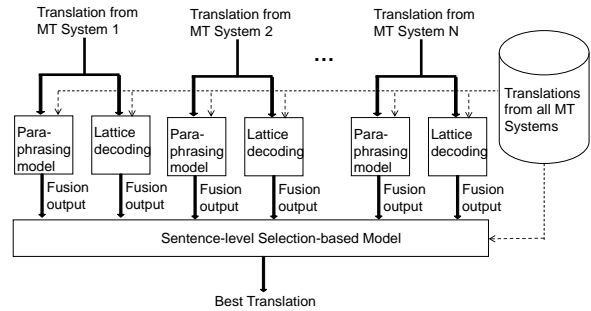 Translation from
MT System 1
Translation from
MT System 2
...
Translation from
MT System N
Translations
from all MT
Systems
Para-
phrasing
model
Lattice
decoding
Para-
phrasing
model
Lattice
decoding
Para-
phrasing
model
Lattice
decoding
Fusion
output
Fusion
output
Fusion
output
Fusion
output
Fusion
output
Fusion
output
Sentence-level Selection-based Model
Best Translation